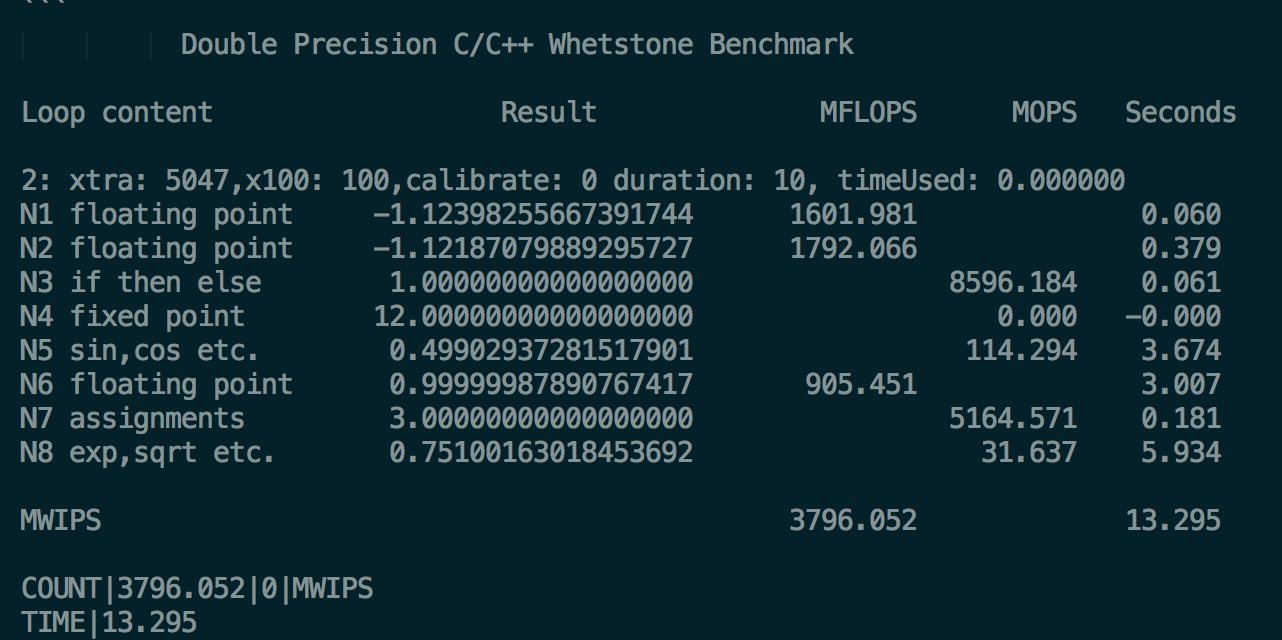 ```
Double Precision C/C++ Whetstone Benchmark
Loop content Result MFLOPS MOPS Seconds
2: xtra: 5047,x100: 100,calibrate: 0 duration: 10, timeUsed: 0.000000
N1 floating point -1.12398255667391744 1601.981 0.060
N2 floating point -1.12187079889295727 1792.066 0.379
N3 if then else 1.00000000000000000 8596.184 0.061
N4 fixed point 12.00000000000000000 0.000 -0.000
N5 sin,cos etc. 0.49902937281517901 114.294 3.674
N6 floating point 0.99999987890767417 905.451 3.007
N7 assignments 3.00000000000000000 5164.571 0.181
N8 exp,sqrt etc. 0.75100163018453692 31.637 5.934
MWIPS 3796.052 13.295
COUNT|3796.052|0|MWIPS
TIME|13.295